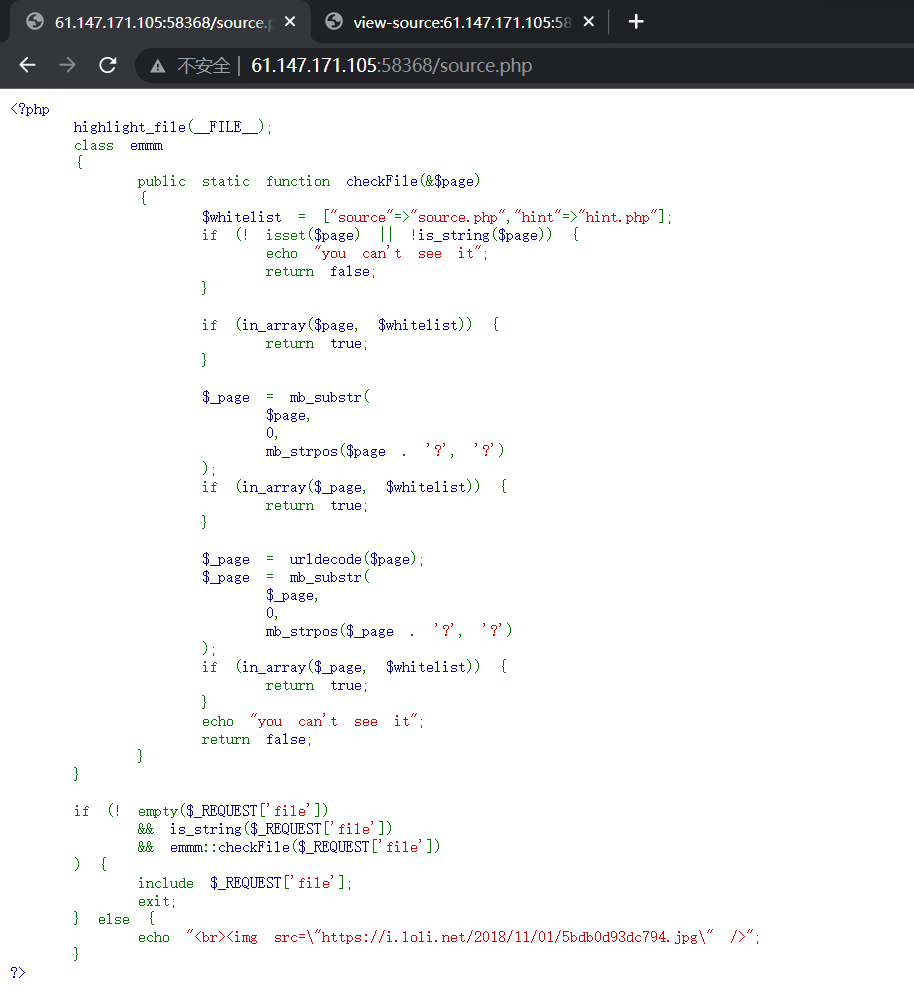 61.147.171.105:58368/source.p
view-source:61.147.171.105:58
不安全 | 61.147.171.105:58368/source.php
<?php
highlight_file(__FILE__);
class emmm
{
public static function checkFile(&$page)
{
$whitelist = ["source"=>"source.php","hint"=>"hint.php"];
if (! isset($page) || !is_string($page)) {
echo "you can't see it";
return false;
}
if (in_array($page, $whitelist)) {
return true;
}
$_page = mb_substr(
$page,
0,
mb_strpos($page . '?', '?')
);
if (in_array($_page, $whitelist)) {
return true;
}
$_page = urldecode($page);
$_page = mb_substr(
$_page,
0,
mb_strpos($_page . '?', '?')
);
if (in_array($_page, $whitelist)) {
return true;
}
echo "you can't see it";
return false;
}
}
if (! empty($_REQUEST['file'])
&& is_string($_REQUEST['file'])
&& emmm::checkFile($_REQUEST['file'])
) {
include $_REQUEST['file'];
exit;
} else {
echo "<br><img src=\"https://i.loli.net/2018/11/01/5bdb0d93dc794.jpg\" />";
}
?>